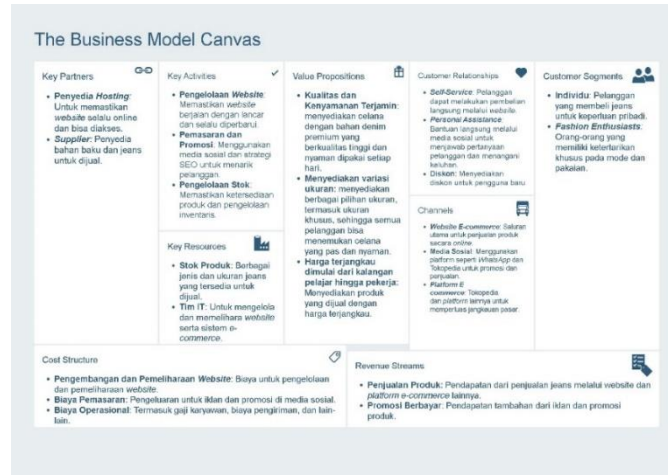 The Business Model Canvas
Key Partners
• Penyedia Hosting:
Untuk memastikan
website selalu online
dan bisa diakses.
• Supplier: Penyedia
bahan baku dan jeans
untuk dijual.
Key Activities
• Pengelolaan Website:
Memastikan website
berjalan dengan lancar
dan selalu diperbarui.
• Pemasaran dan
Promosi: Menggunakan
media sosial dan strategi
SEO untuk menarik
pelanggan.
• Pengelolaan Stok:
Memastikan ketersediaan
produk dan pengelolaan
inventaris.
Key Resources
• Stok Produk: Berbagai
jenis dan ukuran jeans
yang tersedia untuk
dijual.
• Tim IT: Untuk mengelola
dan memelihara website
serta sistem e-
commerce.
Value Propositions
• Kualitas dan
Kenyamanan Terjamin:
menyediakan celana
dengan bahan denim
premium yang
berkualitas tinggi dan
nyaman dipakai setiap
hari.
• Menyediakan variasi
ukuran: menyediakan
berbagai pilihan ukuran,
termasuk ukuran
khusus, sehingga semua
pelanggan bisa
menemukan celana
yang pas dan nyaman.
• Harga terjangkau
dimulai dari kalangan
pelajar hingga pekerja:
Menyediakan produk
yang dijual dengan
harga terjangkau.
Customer Relationships
• Self-Service: Pelanggan
dapat melakukan pembelian
langsung melalui website.
• Personal Assistance:
Bantuan langsung melalui
media sosial untuk
menjawab pertanyaan
pelanggan dan menangani
keluhan.
• Diskon: Menyediakan
diskon untuk pengguna baru
Channels
• Website E-commerce: Saluran
utama untuk penjualan produk
secara online.
• Media Sosial: Menggunakan
platform seperti WhatsApp dan
Tokopedia untuk promosi dan
penjualan.
• Platform E
commerce: Tokopedia
dan platform lainnya untuk
memperluas jangkauan pasar.
Customer Segments
• Individu: Pelanggan
yang membeli jeans
untuk keperluan pribadi.
• Fashion Enthusiasts:
Orang-orang yang
memiliki ketertarikan
khusus pada mode dan
pakaian.
Cost Structure
• Pengembangan dan Pemeliharaan Website: Biaya untuk pengelolaan
dan pemeliharaan website.
• Biaya Pemasaran: Pengeluaran untuk iklan dan promosi di media sosial.
• Biaya Operasional: Termasuk gaji karyawan, biaya pengiriman, dan lain-
lain.
Revenue Streams
• Penjualan Produk: Pendapatan dari penjualan jeans melalui website dan
platform e-commerce lainnya.
• Promosi Berbayar: Pendapatan tambahan dari iklan dan promosi
produk.